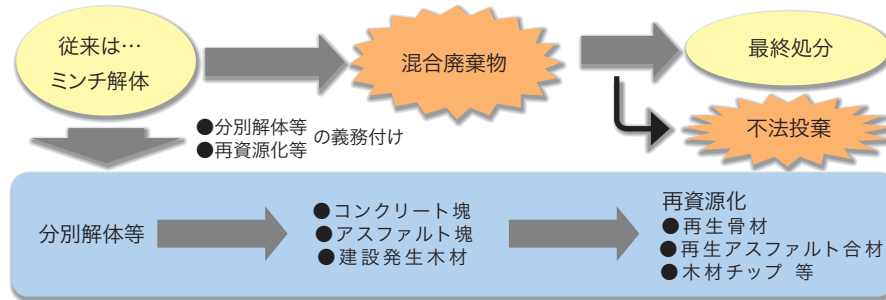 従来は…
ミンチ解体
混合廃棄物
最終処分
不法投棄
●分別解体等
●再資源化等
の義務付け
分別解体等
●コンクリート塊
●アスファルト塊
●建設発生木材
再資源化
●再生骨材
●再生アスファルト合材
●木材チップ 等